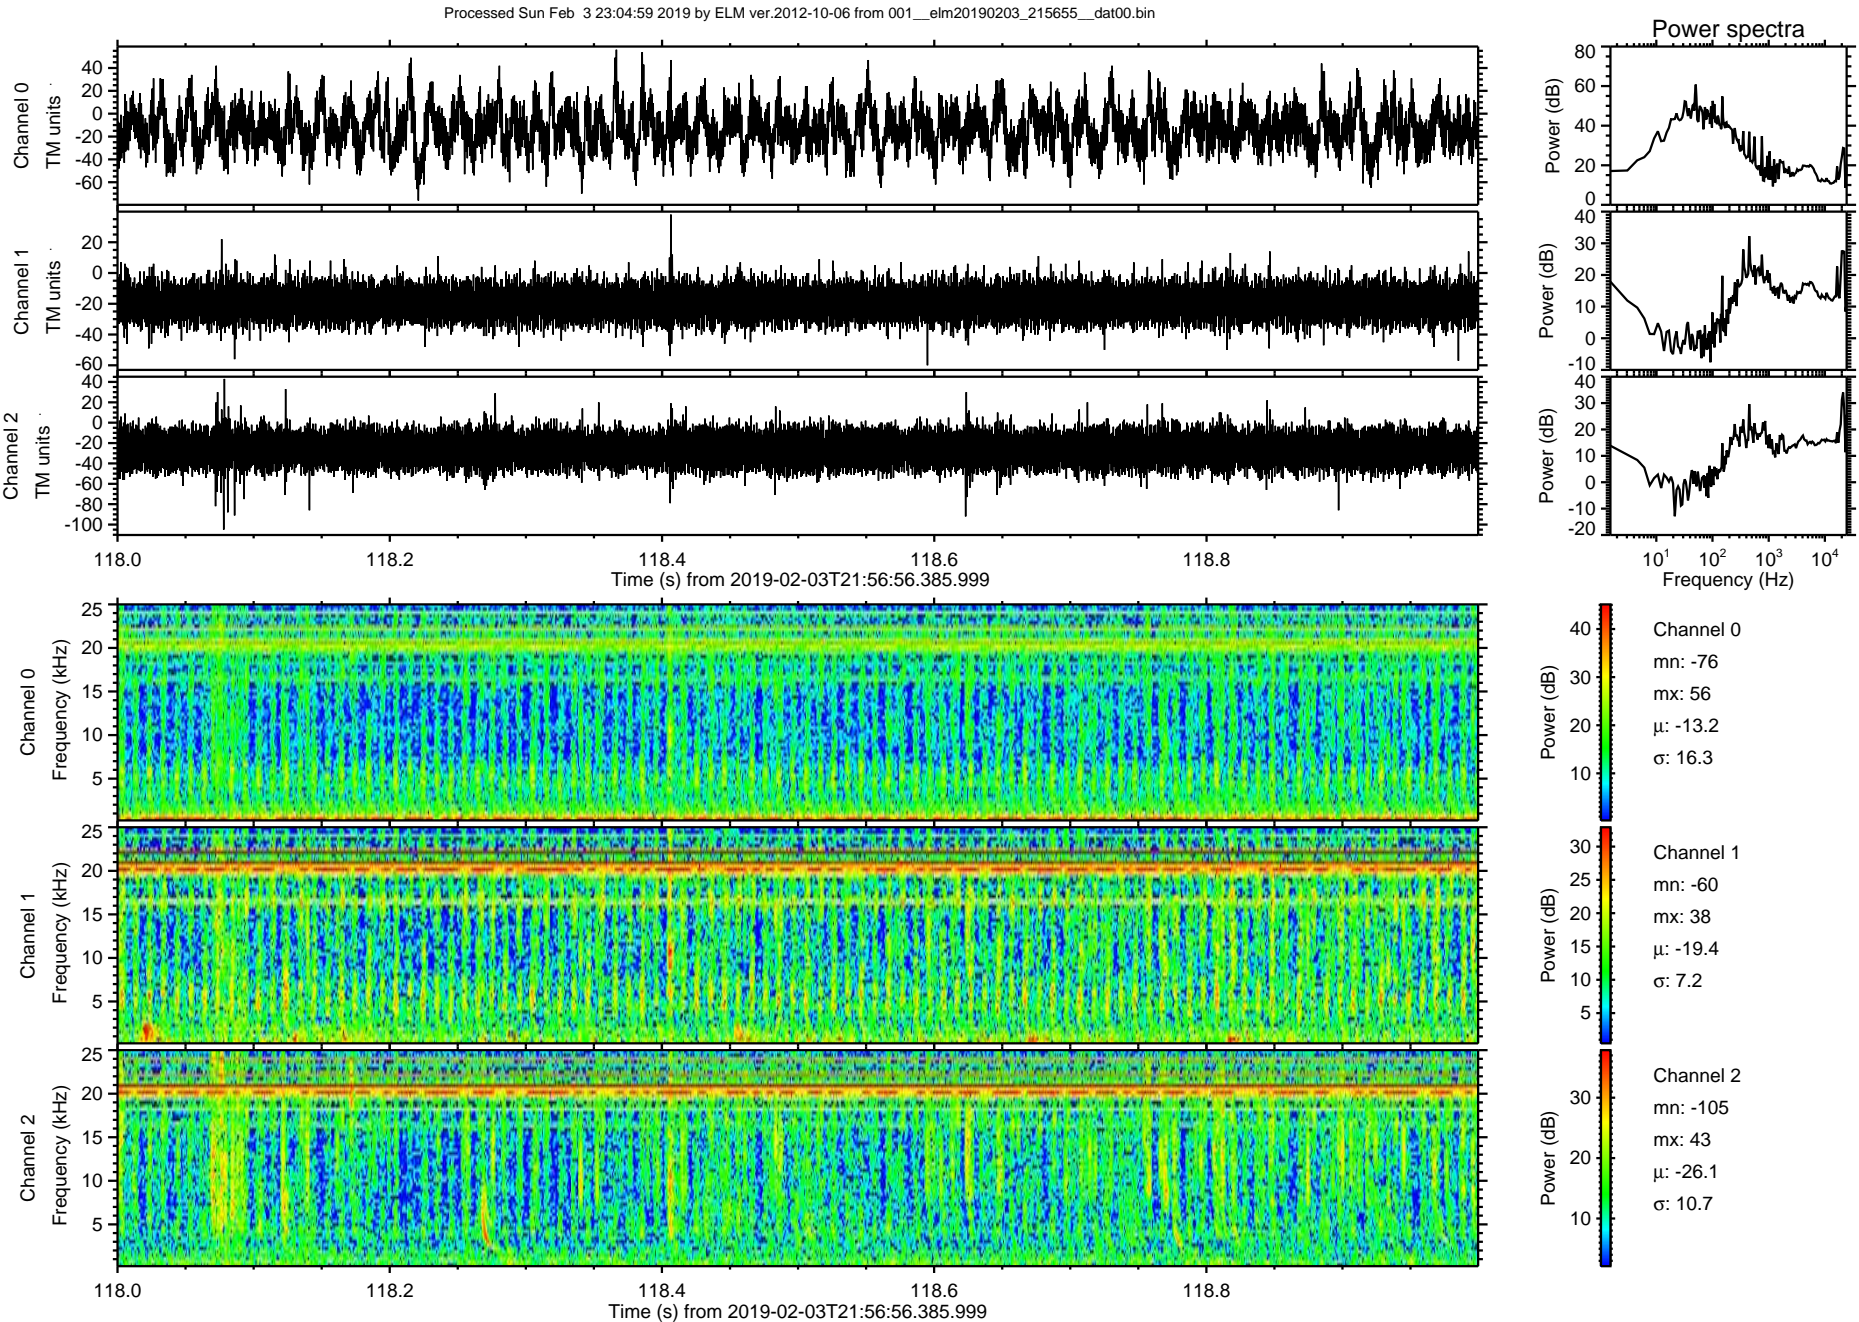 Processed Sun Feb  3 23:04:59 2019 by ELM ver.2012-10-06 from 001__elm20190203_215655__dat00.bin
Power spectra
Channel 0
TM units
40
20
0
-20
-40
-60
Power (dB)
80
60
40
20
0
Channel 1
TM units
20
0
-20
-40
-60
Power (dB)
40
30
20
10
0
-10
Channel 2
TM units
40
20
0
-20
-40
-60
-80
-100
Power (dB)
40
30
20
10
0
-10
-20
118.0 118.2 118.4 118.6 118.8
Time (s) from 2019-02-03T21:56:56.385.999
10^1 10^2 10^3 10^4
Frequency (Hz)
Channel 0
Frequency (kHz)
25
20
15
10
5
Power (dB)
40
30
20
10
Channel 0
mn: -76
mx: 56
μ: -13.2
σ: 16.3
Channel 1
Frequency (kHz)
25
20
15
10
5
Power (dB)
30
25
20
15
10
5
Channel 1
mn: -60
mx: 38
μ: -19.4
σ: 7.2
Channel 2
Frequency (kHz)
25
20
15
10
5
Power (dB)
30
20
10
Channel 2
mn: -105
mx: 43
μ: -26.1
σ: 10.7
118.0 118.2 118.4 118.6 118.8
Time (s) from 2019-02-03T21:56:56.385.999